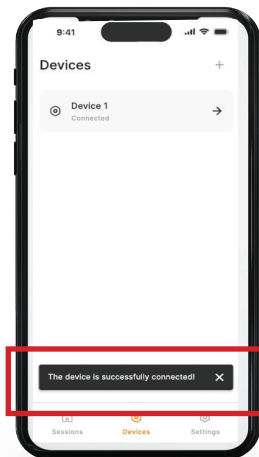 9:41
Devices
Device 1
Connected
The device is successfully connected!
Sessions Devices Settings